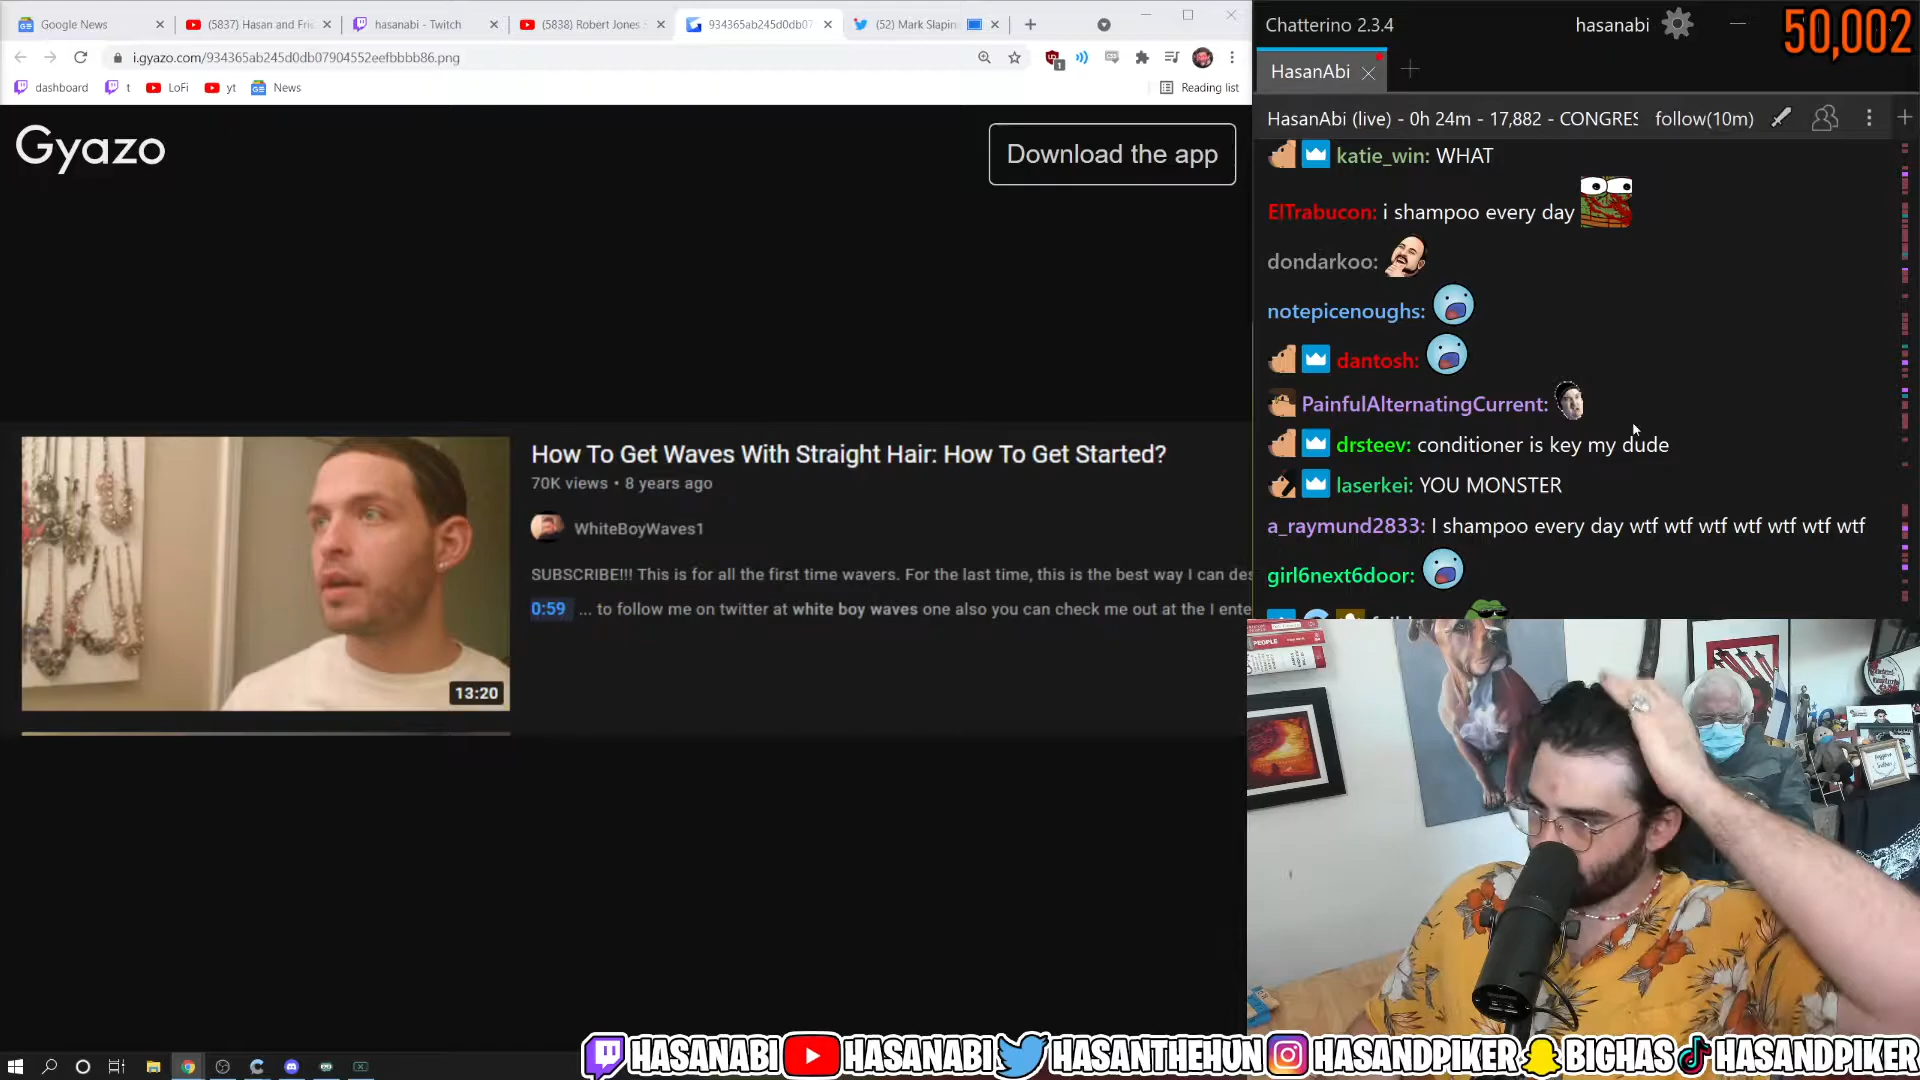 Google News
(5837) Hasan and Frie
hasanabi - Twitch
(5838) Robert Jones S
934365ab245d0db07
(52) Mark Slapin
i.gyazo.com/934365ab245d0db07904552eefbbbb86.png
dashboard
t
LoFi
yt
News
Reading list
Gyazo
Download the app
How To Get Waves With Straight Hair: How To Get Started?
70K views • 8 years ago
WhiteBoyWaves1
SUBSCRIBE!!! This is for all the first time wavers. For the last time, this is the best way I can des
0:59 ... to follow me on twitter at white boy waves one also you can check me out at the I ente
13:20
Chatterino 2.3.4
hasanabi
50,002
HasanAbi
HasanAbi (live) - 0h 24m - 17,882 - CONGRES
follow(10m)
katie_win: WHAT
ElTrabucon: i shampoo every day
dondarkoo:
notepicenoughs:
dantosh:
PainfulAlternatingCurrent:
drsteev: conditioner is key my dude
laserkei: YOU MONSTER
a_raymund2833: I shampoo every day wtf wtf wtf wtf wtf wtf wtf
girl6next6door:
PEOPLE
HASANABI HASANABI HASANTHEHUN HASANDPIKER BIGHAS HASANDPIKER